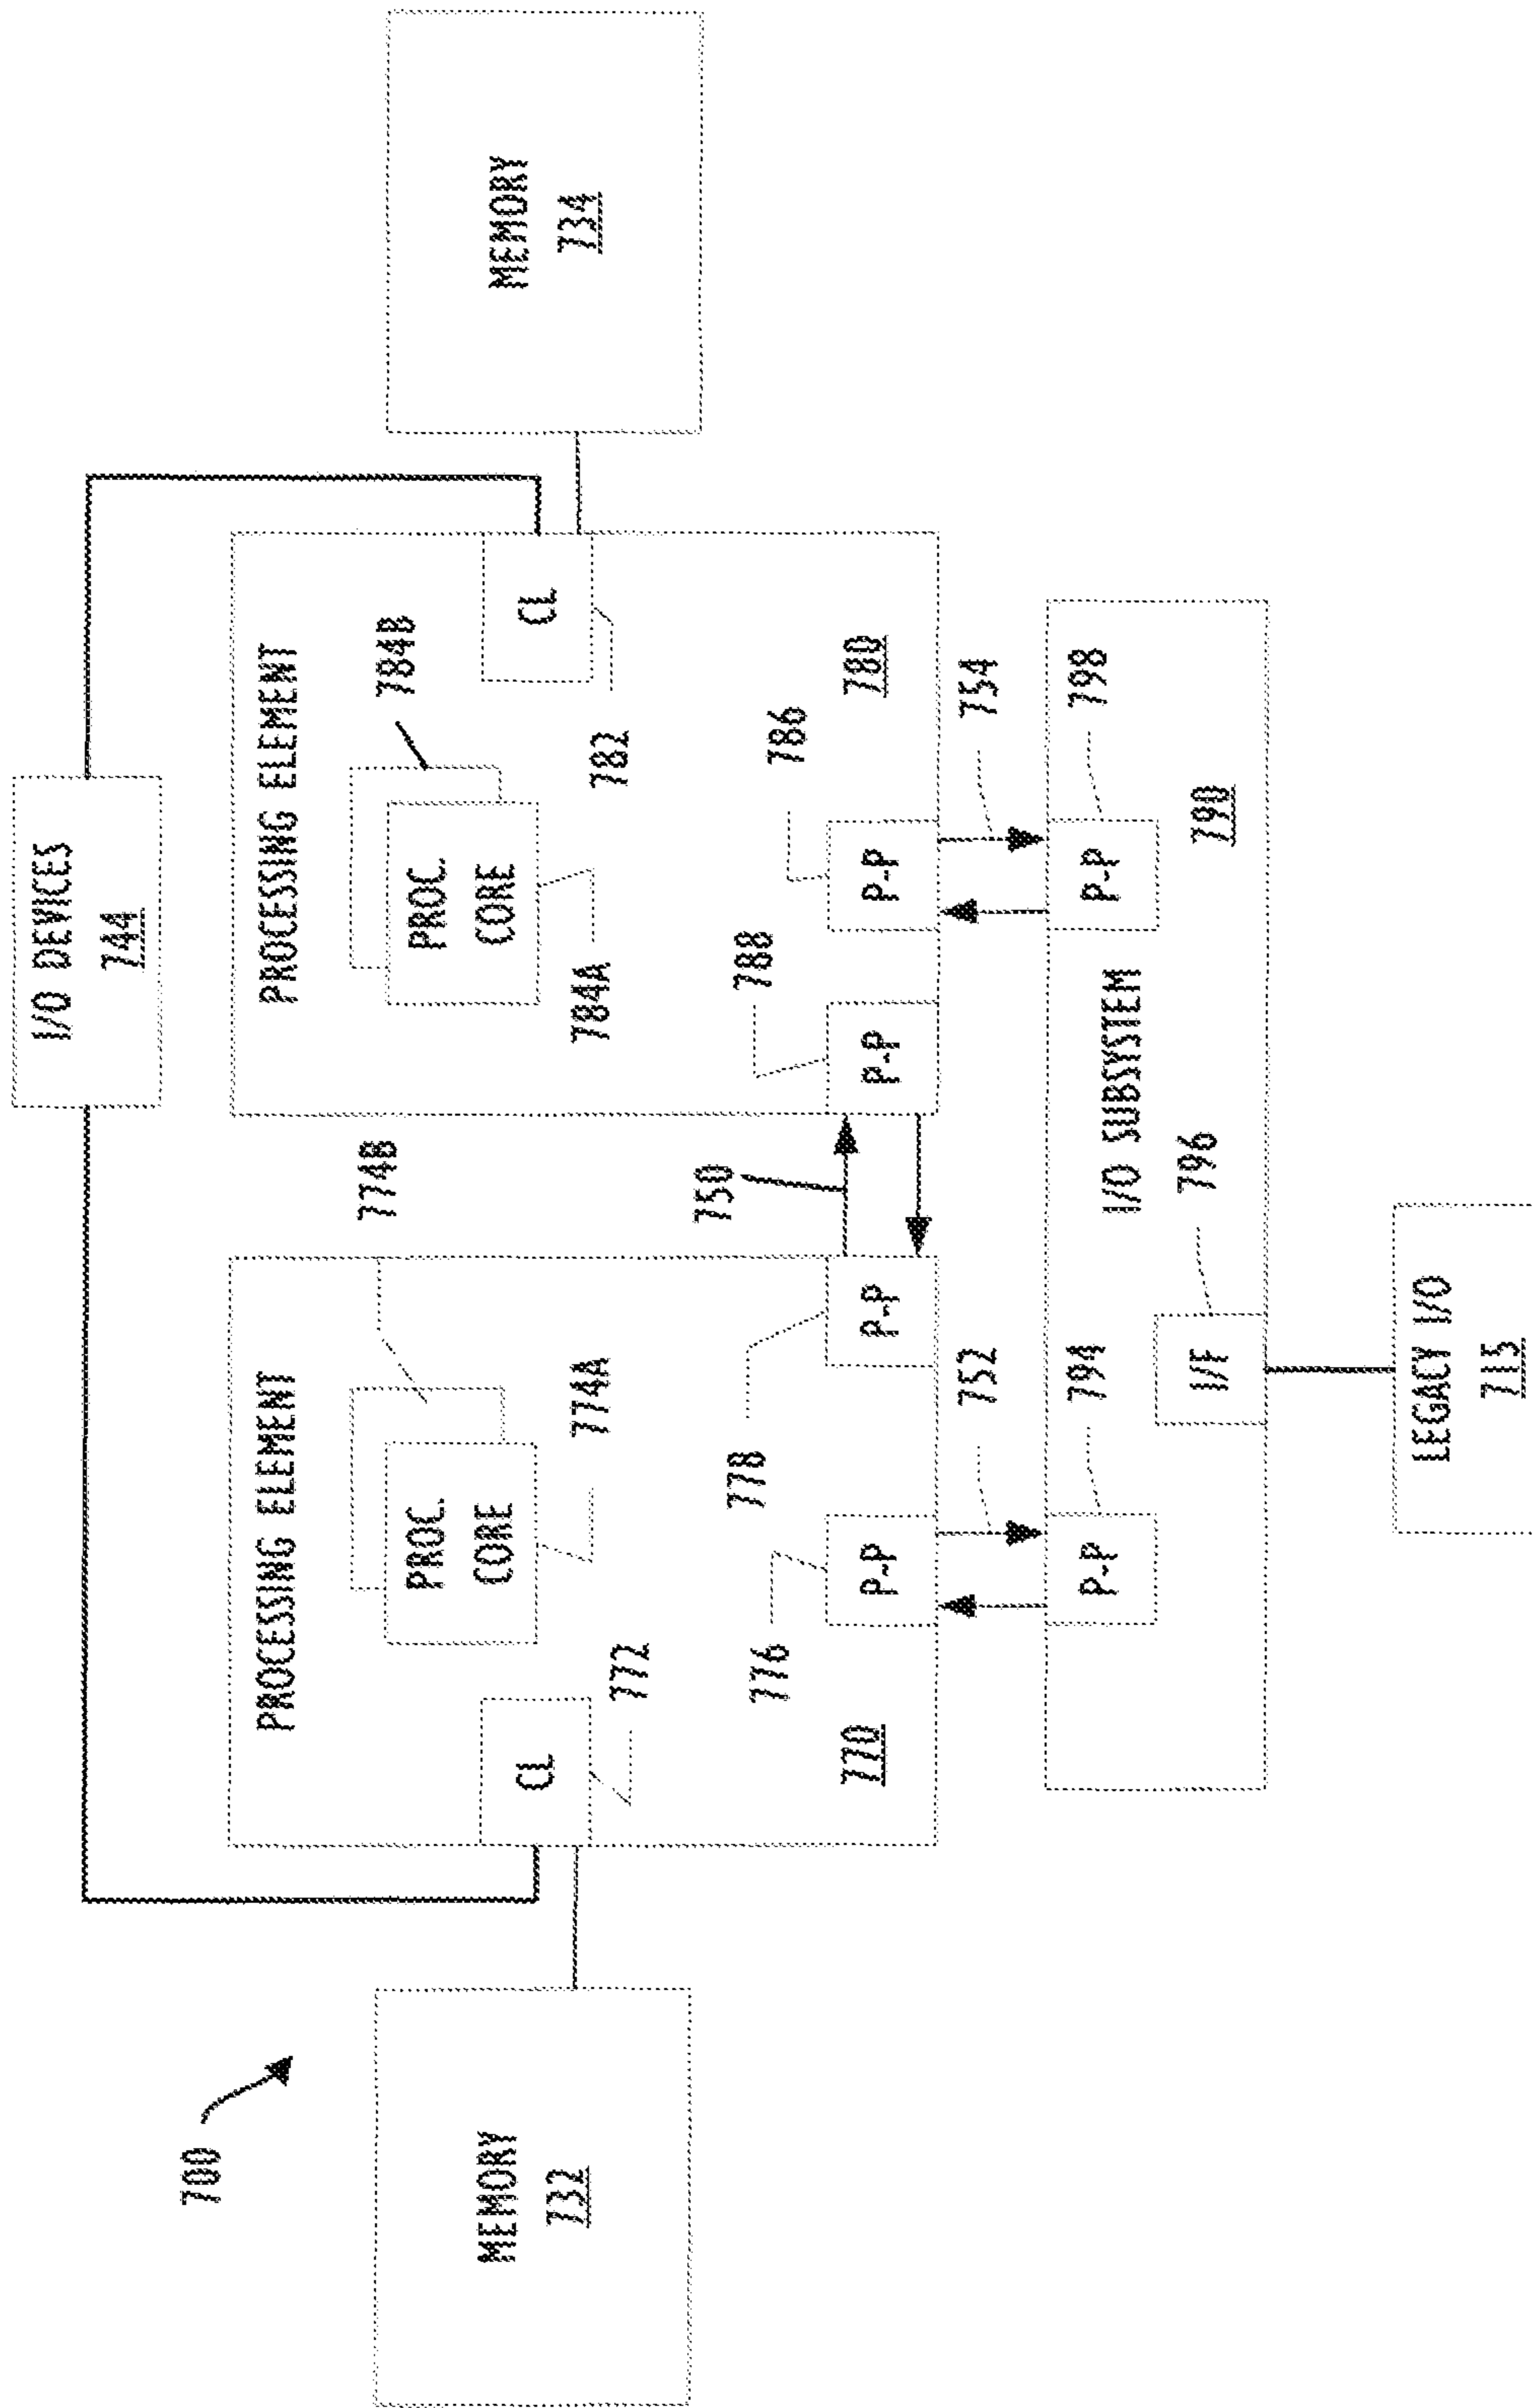 700
I/O DEVICES
744
PROCESSING ELEMENT
PROCESSING ELEMENT
774B
784B
MEMORY
732
PROC.
CORE
PROC.
CORE
MEMORY
734
CL
CL
772
774A
784A
782
776
778
750
788
786
770
P-P
P-P
P-P
P-P
780
752
754
794
798
P-P
P-P
I/O SUBSYSTEM
796
790
I/F
LEGACY I/O
715